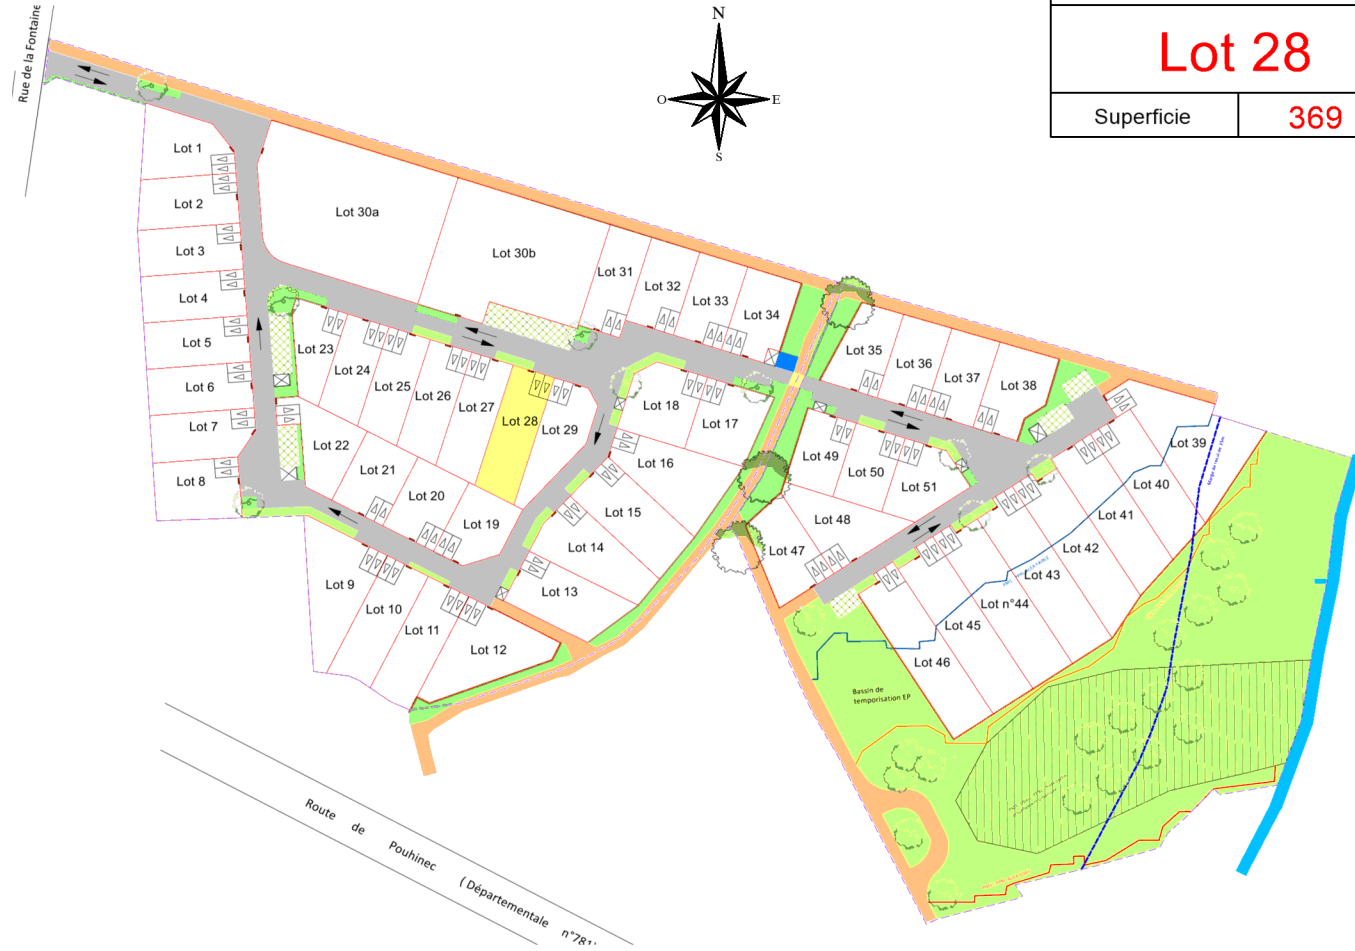 Rue de la Fontaine
N
O
E
S
Lot 28
Superficie
369
Lot 1
Lot 2
Lot 3
Lot 4
Lot 5
Lot 6
Lot 7
Lot 8
Lot 30a
Lot 30b
Lot 31
Lot 32
Lot 33
Lot 34
Lot 35
Lot 36
Lot 37
Lot 38
Lot 23
Lot 24
Lot 25
Lot 26
Lot 27
Lot 28
Lot 29
Lot 18
Lot 17
Lot 16
Lot 15
Lot 14
Lot 13
Lot 22
Lot 21
Lot 20
Lot 19
Lot 9
Lot 10
Lot 11
Lot 12
Lot 49
Lot 50
Lot 51
Lot 48
Lot 47
Lot 39
Lot 40
Lot 41
Lot 42
Lot 43
Lot n°44
Lot 45
Lot 46
Bassin de
temporisation EP
Route de Pouhinec (Départementale n°781